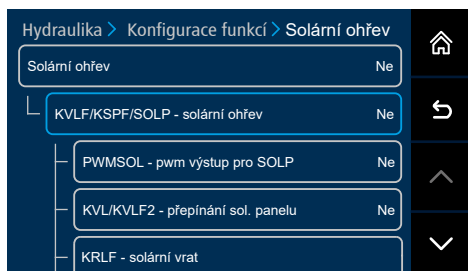 Hydraulika > Konfigurace funkcí > Solární ohřev
Solární ohřev Ne
KVLF/KSPF/SOLP - solární ohřev Ne
PWMSOL - pwm výstup pro SOLP Ne
KVL/KVLF2 - přepínání sol. panelu Ne
KRLF - solární vrat